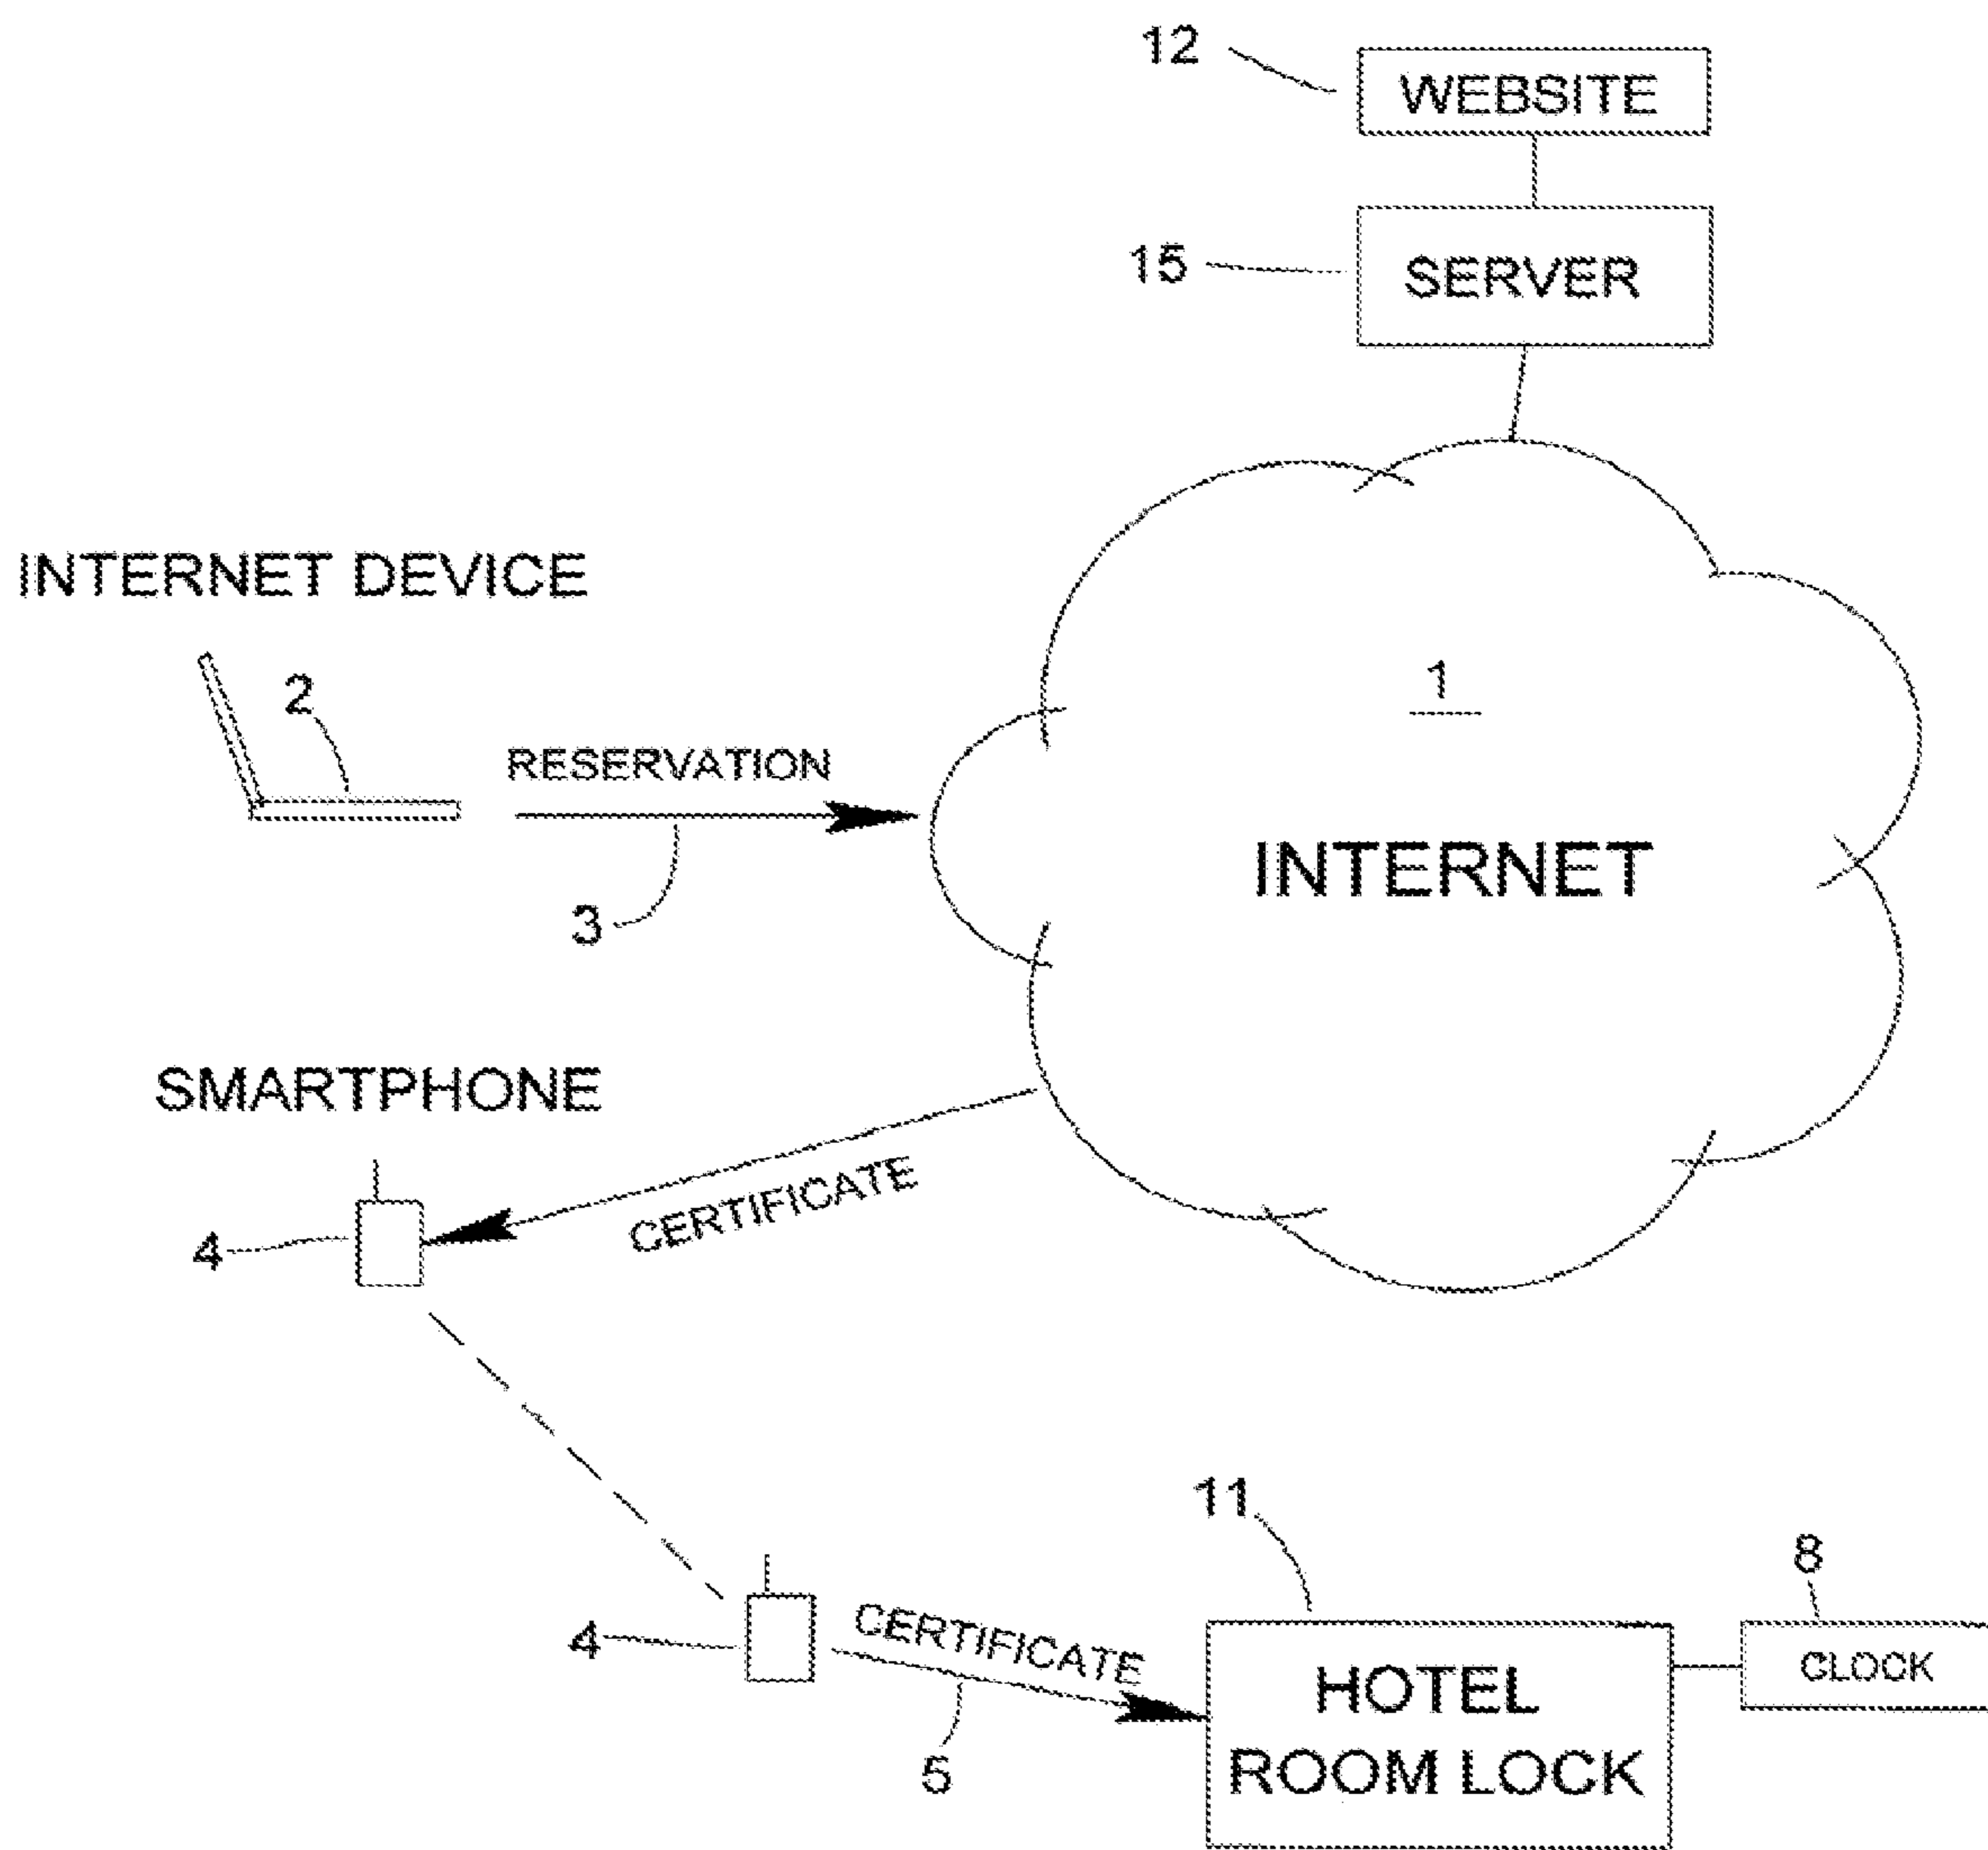 12
WEBSITE
15
SERVER
INTERNET DEVICE
1
2
RESERVATION
INTERNET
3
SMARTPHONE
CERTIFICATE
4
11
8
4
CERTIFICATE
CLOCK
HOTEL
ROOM LOCK
5